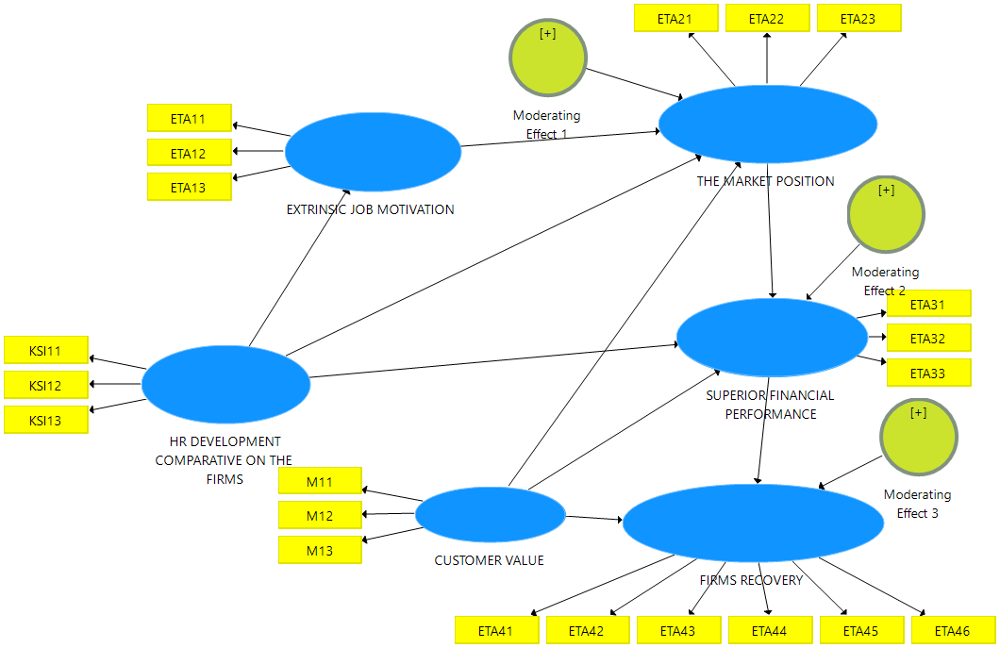 ETA21
ETA22
ETA23
[+]
Moderating
Effect 1
ETA11
ETA12
ETA13
EXTRINSIC JOB MOTIVATION
THE MARKET POSITION
[+]
Moderating
Effect 2
ETA31
ETA32
ETA33
SUPERIOR FINANCIAL
PERFORMANCE
KSI11
KSI12
KSI13
HR DEVELOPMENT
COMPARATIVE ON THE
FIRMS
[+]
Moderating
Effect 3
M11
M12
M13
CUSTOMER VALUE
FIRMS RECOVERY
ETA41
ETA42
ETA43
ETA44
ETA45
ETA46